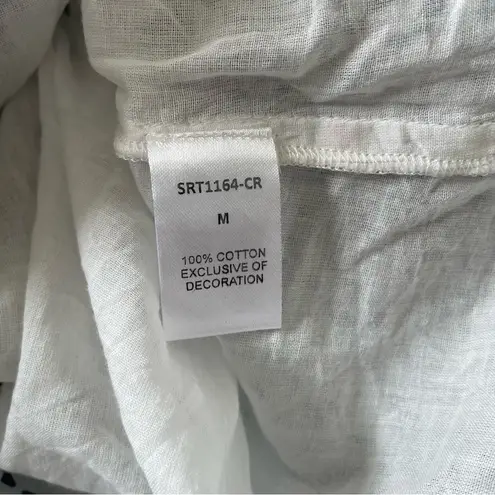 SRT1164-CR
M
100% COTTON
EXCLUSIVE OF
DECORATION